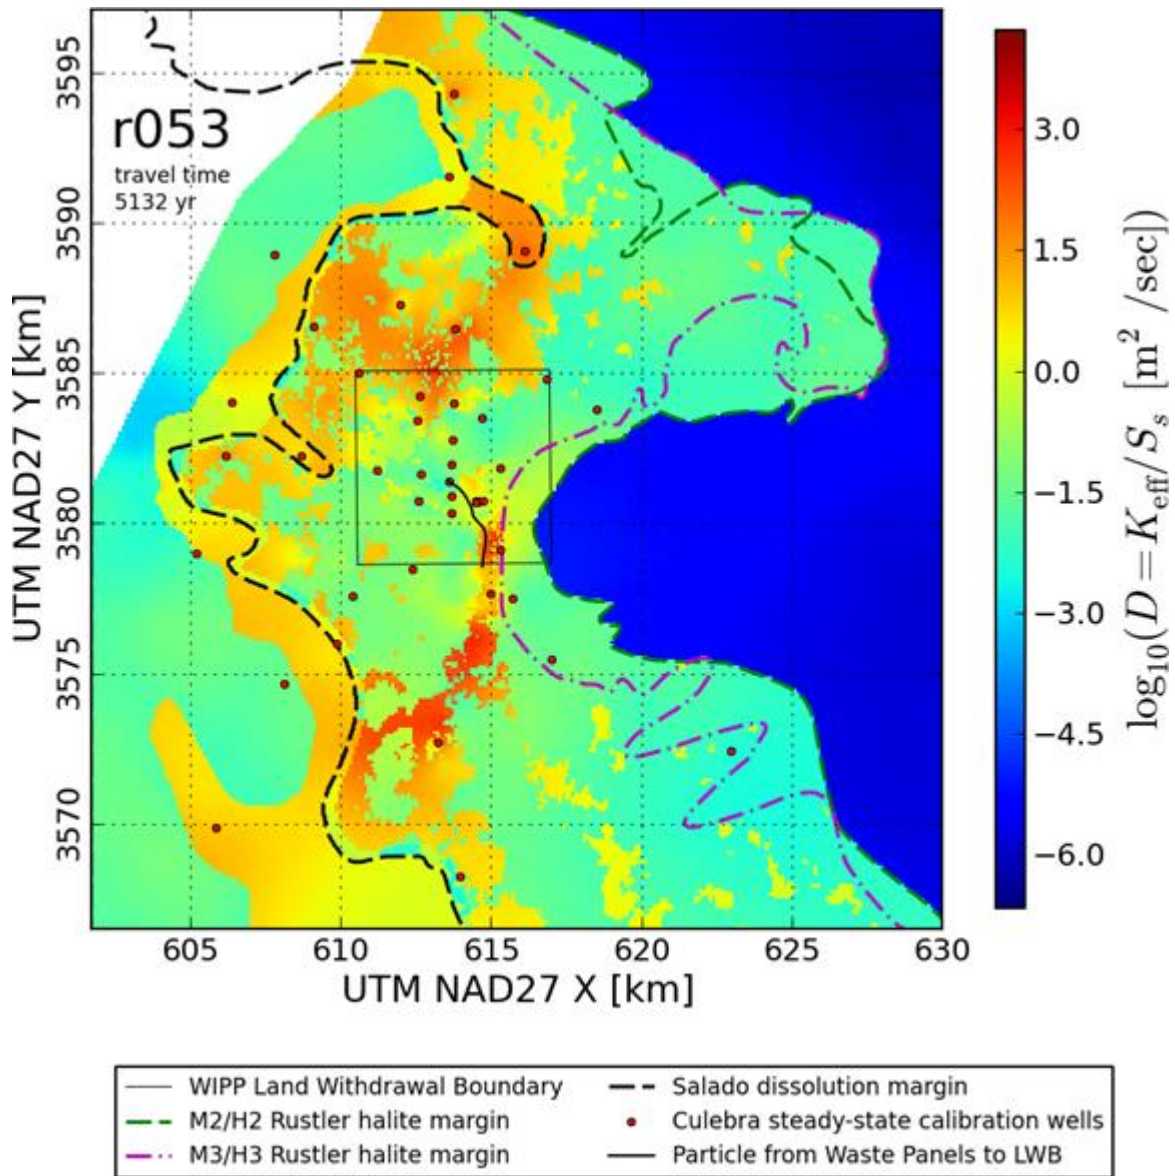 r053
travel time
5132 yr
3595
3590
3585
3580
3575
3570
UTM NAD27 Y [km]
605 610 615 620 625 630
UTM NAD27 X [km]
3.0
1.5
0.0
−1.5
−3.0
−4.5
−6.0
log₁₀(D = K_eff/S_s [m² /sec])
WIPP Land Withdrawal Boundary
M2/H2 Rustler halite margin
M3/H3 Rustler halite margin
Salado dissolution margin
Culebra steady-state calibration wells
Particle from Waste Panels to LWB